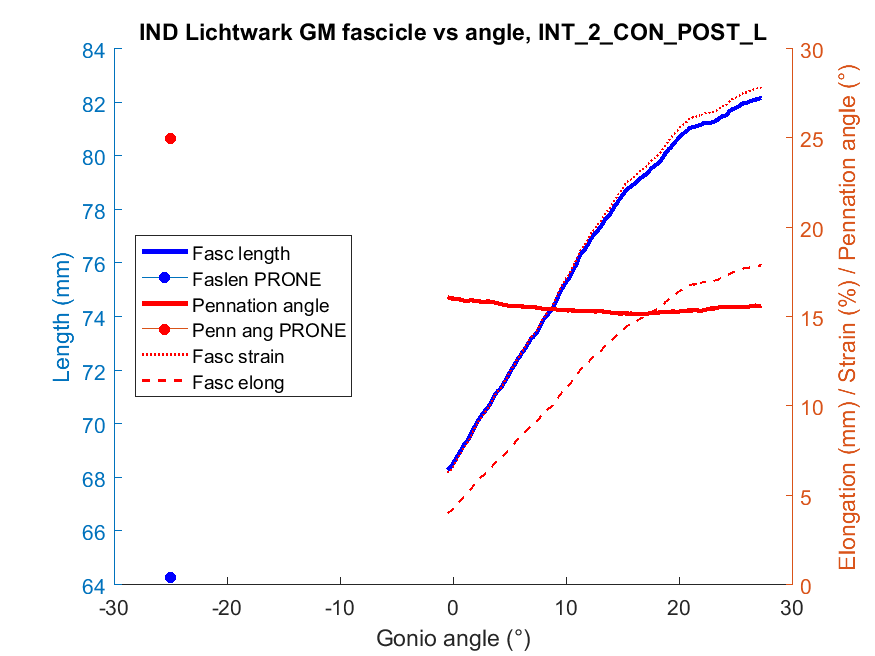 IND Lichtwark GM fascicle vs angle, INT_2_CON_POST_L
84
82
80
78
76
74
72
70
68
66
64
Length (mm)
30
25
20
15
10
5
0
Elongation (mm) / Strain (%) / Pennation angle (°)
Fasc length
Faslen PRONE
Pennation angle
Penn ang PRONE
Fasc strain
Fasc elong
-30 -20 -10 0 10 20 30
Gonio angle (°)